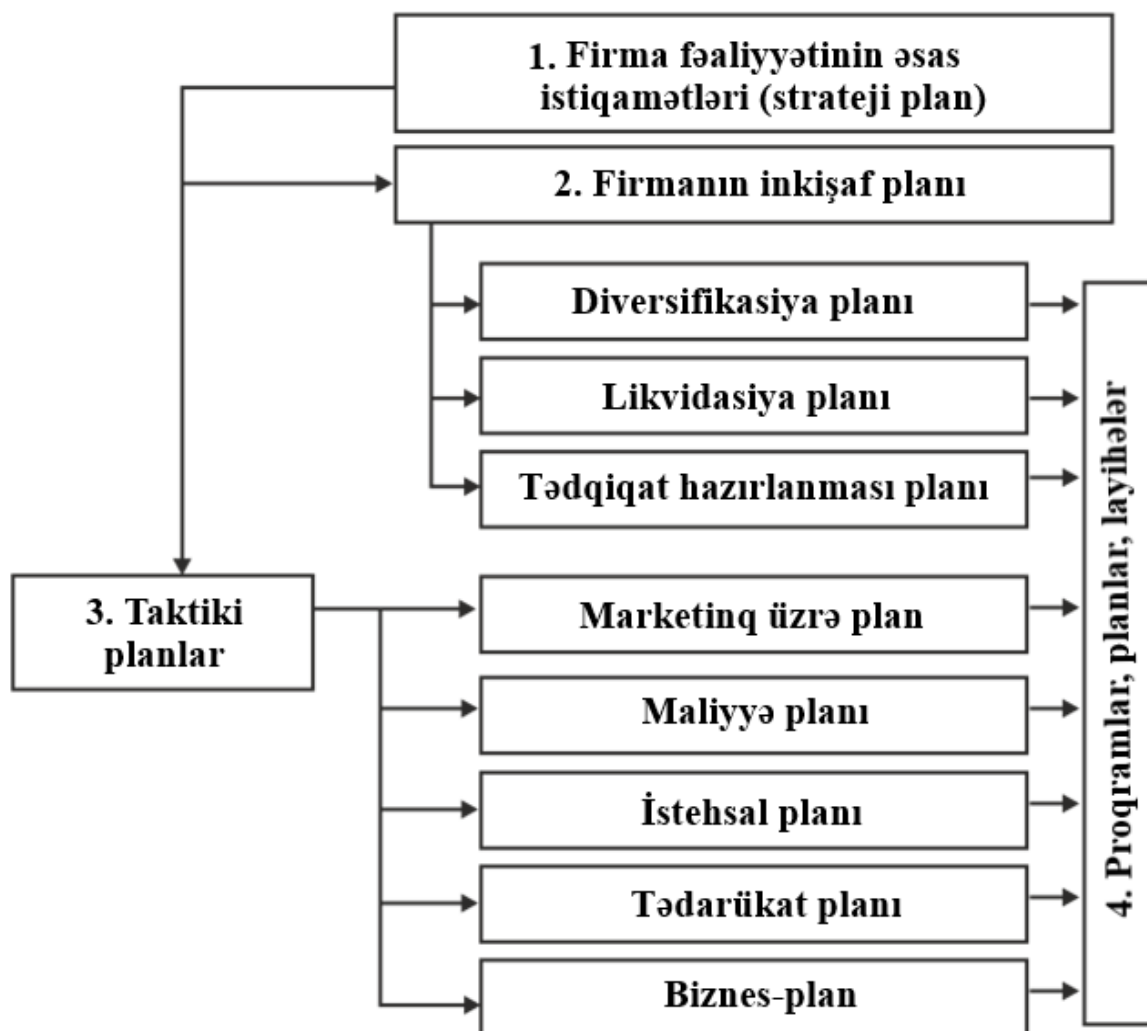 1. Firma fəaliyyətinin əsas
istiqamətləri (strateji plan)
2. Firmanın inkişaf planı
Diversifikasiya planı
Likvidasiya planı
Tədqiqat hazırlanması planı
3. Taktiki
planlar
Marketinq üzrə plan
Maliyyə planı
İstehsal planı
Tədarükat planı
Biznes-plan
4. Proqramlar, planlar, layihələr